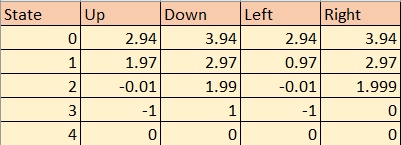 State Up Down Left Right
0 2.94 3.94 2.94 3.94
1 1.97 2.97 0.97 2.97
2 -0.01 1.99 -0.01 1.999
3 -1 1 -1 0
4 0 0 0 0